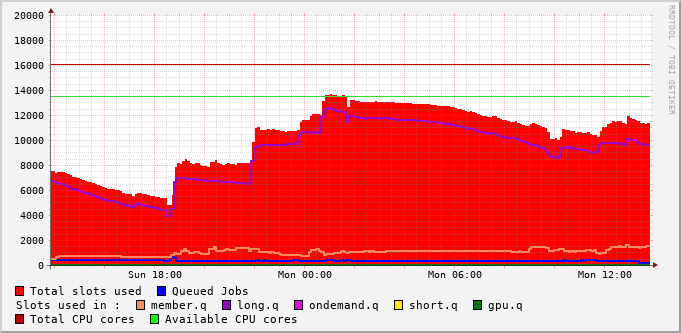 20000
18000
16000
14000
12000
10000
8000
6000
4000
2000
0
Sun 18:00 Mon 00:00 Mon 06:00 Mon 12:00
RRDTOOL / TOBI OETIKER
Total slots used Queued Jobs
Slots used in : member.q long.q ondemand.q short.q gpu.q
Total CPU cores Available CPU cores